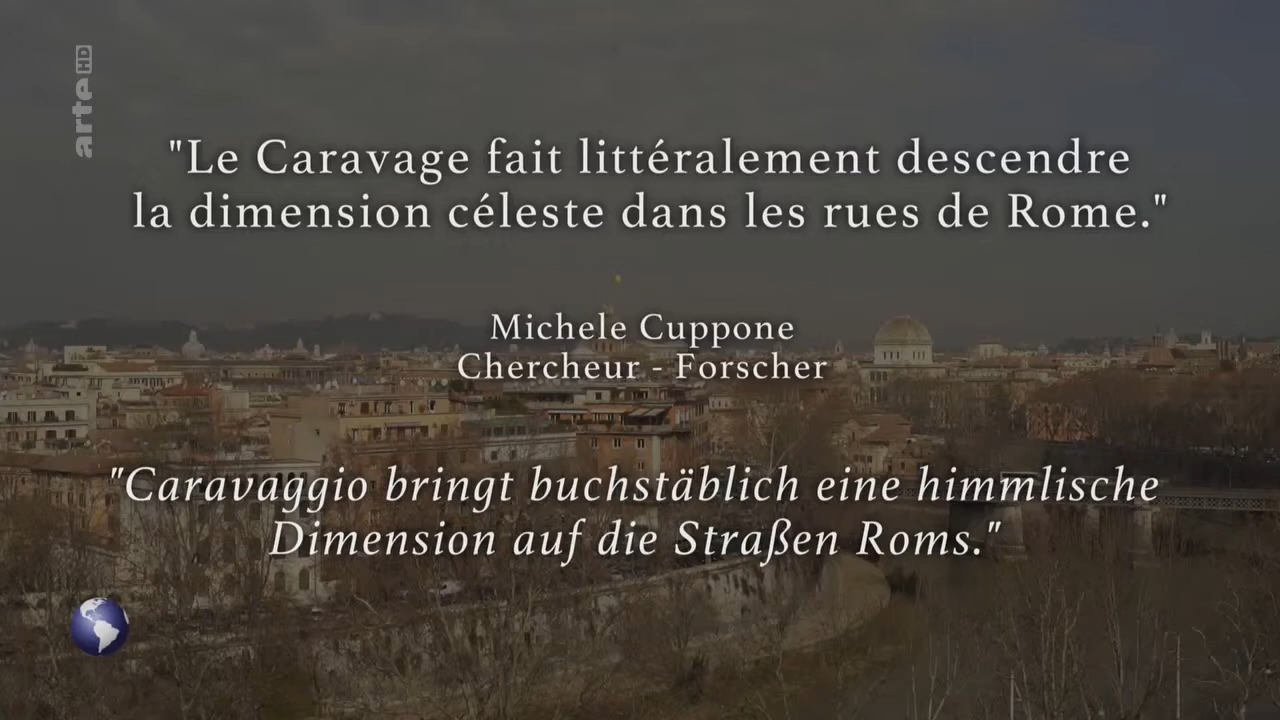 arte HD
"Le Caravage fait littéralement descendre
la dimension céleste dans les rues de Rome."
Michele Cuppone
Chercheur - Forscher
"Caravaggio bringt buchstäblich eine himmlische
Dimension auf die Straßen Roms."